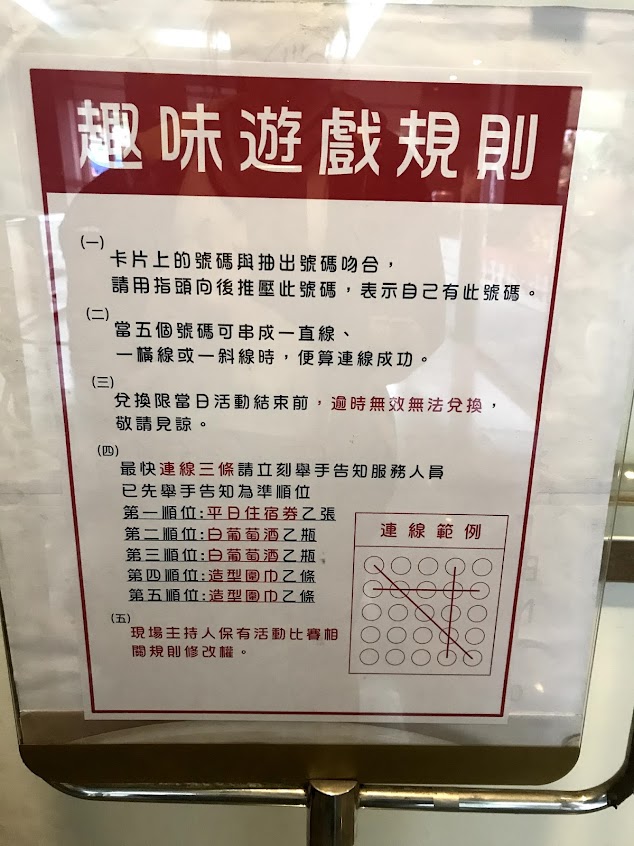 趣味遊戲規則
(一)
卡片上的號碼與抽出號碼吻合，
請用指頭向後推壓此號碼，表示自己有此號碼。
(二)
當五個號碼可串成一直線、
一橫線或一斜線時，便算連線成功。
(三)
兌換限當日活動結束前，逾時無效無法兌換，
敬請見諒。
(四)
最快連線三條請立刻舉手告知服務人員
已先舉手告知為準順位
第一順位:平日住宿券乙張
第二順位:白葡萄酒乙瓶
第三順位:白葡萄酒乙瓶
第四順位:造型圍巾乙條
第五順位:造型圍巾乙條
連線範例
(五)
現場主持人保有活動比賽相
關規則修改權。